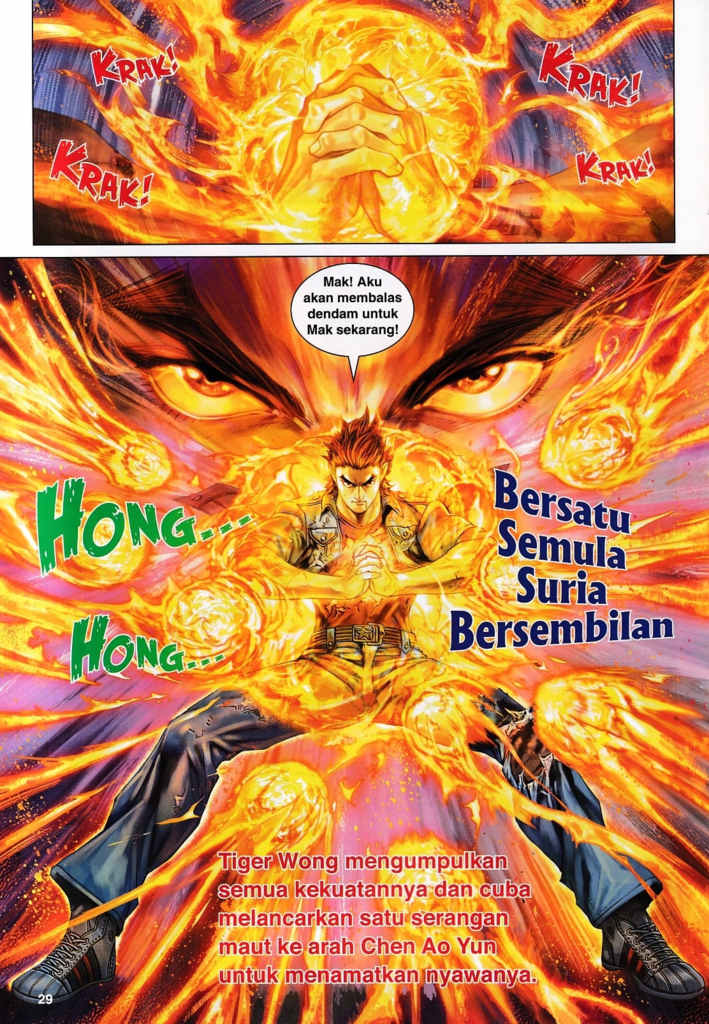 KRAK!
KRAK!
KRAK!
KRAK!
Mak! Aku
akan membalas
dendam untuk
Mak sekarang!
HONG...
HONG...
Bersatu
Semula
Suria
Bersembilan
Tiger Wong mengumpulkan
semua kekuatannya dan cuba
melancarkan satu serangan
maut ke arah Chen Ao Yun
untuk menamatkan nyawanya.
29